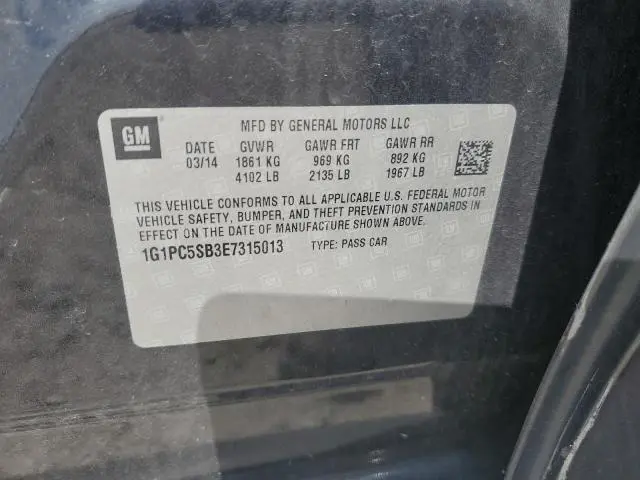 GM
MFD BY GENERAL MOTORS LLC
DATE GVWR GAWR FRT GAWR RR
03/14 1861 KG 969 KG 892 KG
4102 LB 2135 LB 1967 LB
THIS VEHICLE CONFORMS TO ALL APPLICABLE U.S. FEDERAL MOTOR
VEHICLE SAFETY, BUMPER, AND THEFT PREVENTION STANDARDS IN
EFFECT ON THE DATE OF MANUFACTURE SHOWN ABOVE.
1G1PC5SB3E7315013 TYPE: PASS CAR